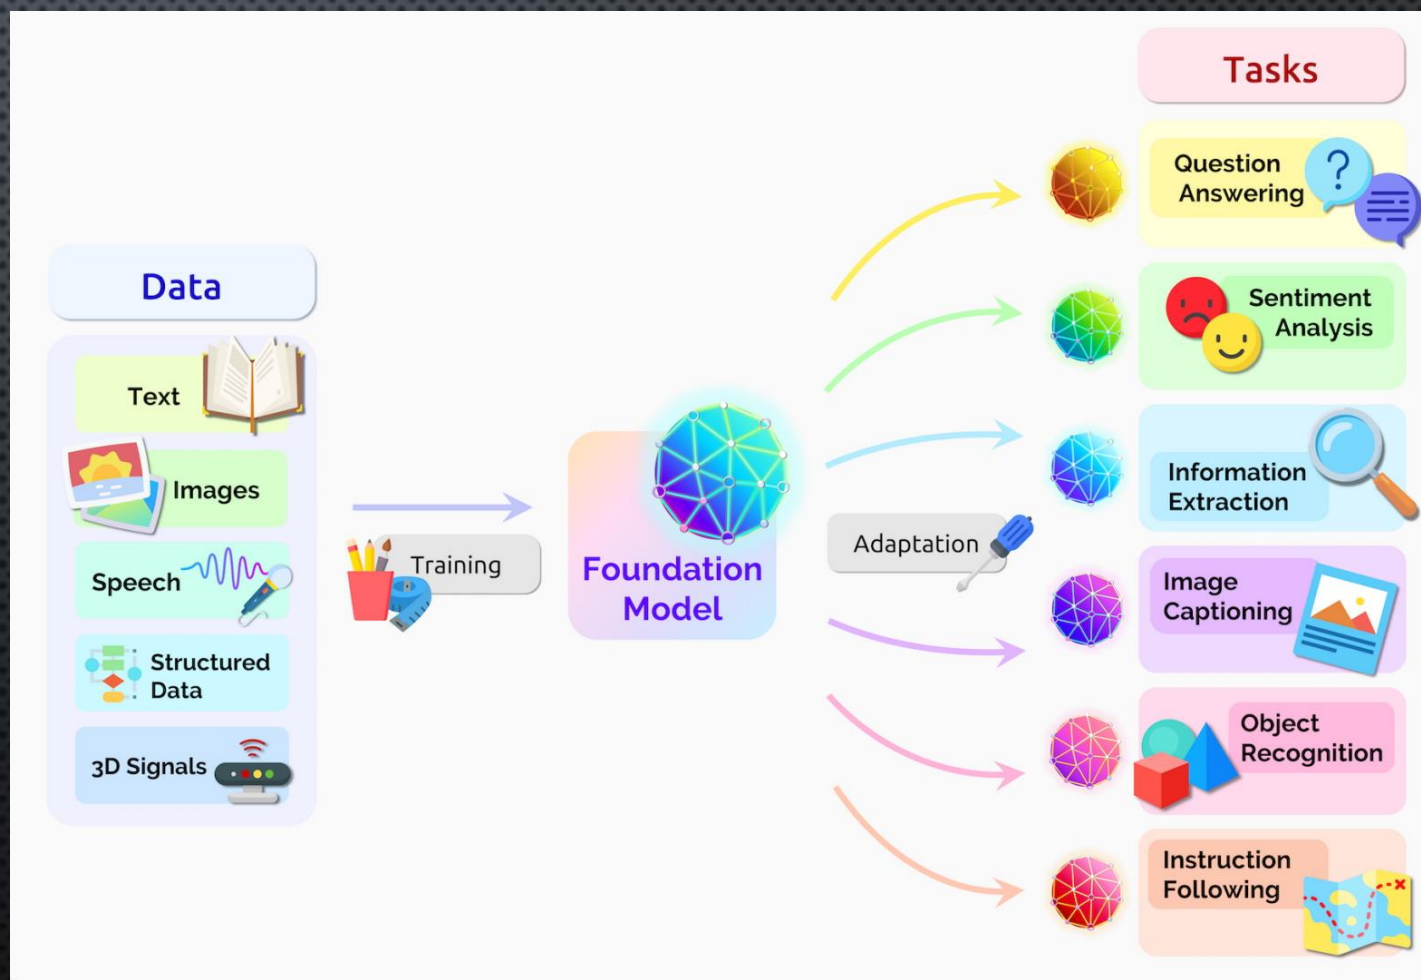 Data
Text
Images
Speech
Structured
Data
3D Signals
Training
Foundation
Model
Adaptation
Tasks
Question
Answering
?
Sentiment
Analysis
Information
Extraction
Image
Captioning
Object
Recognition
Instruction
Following